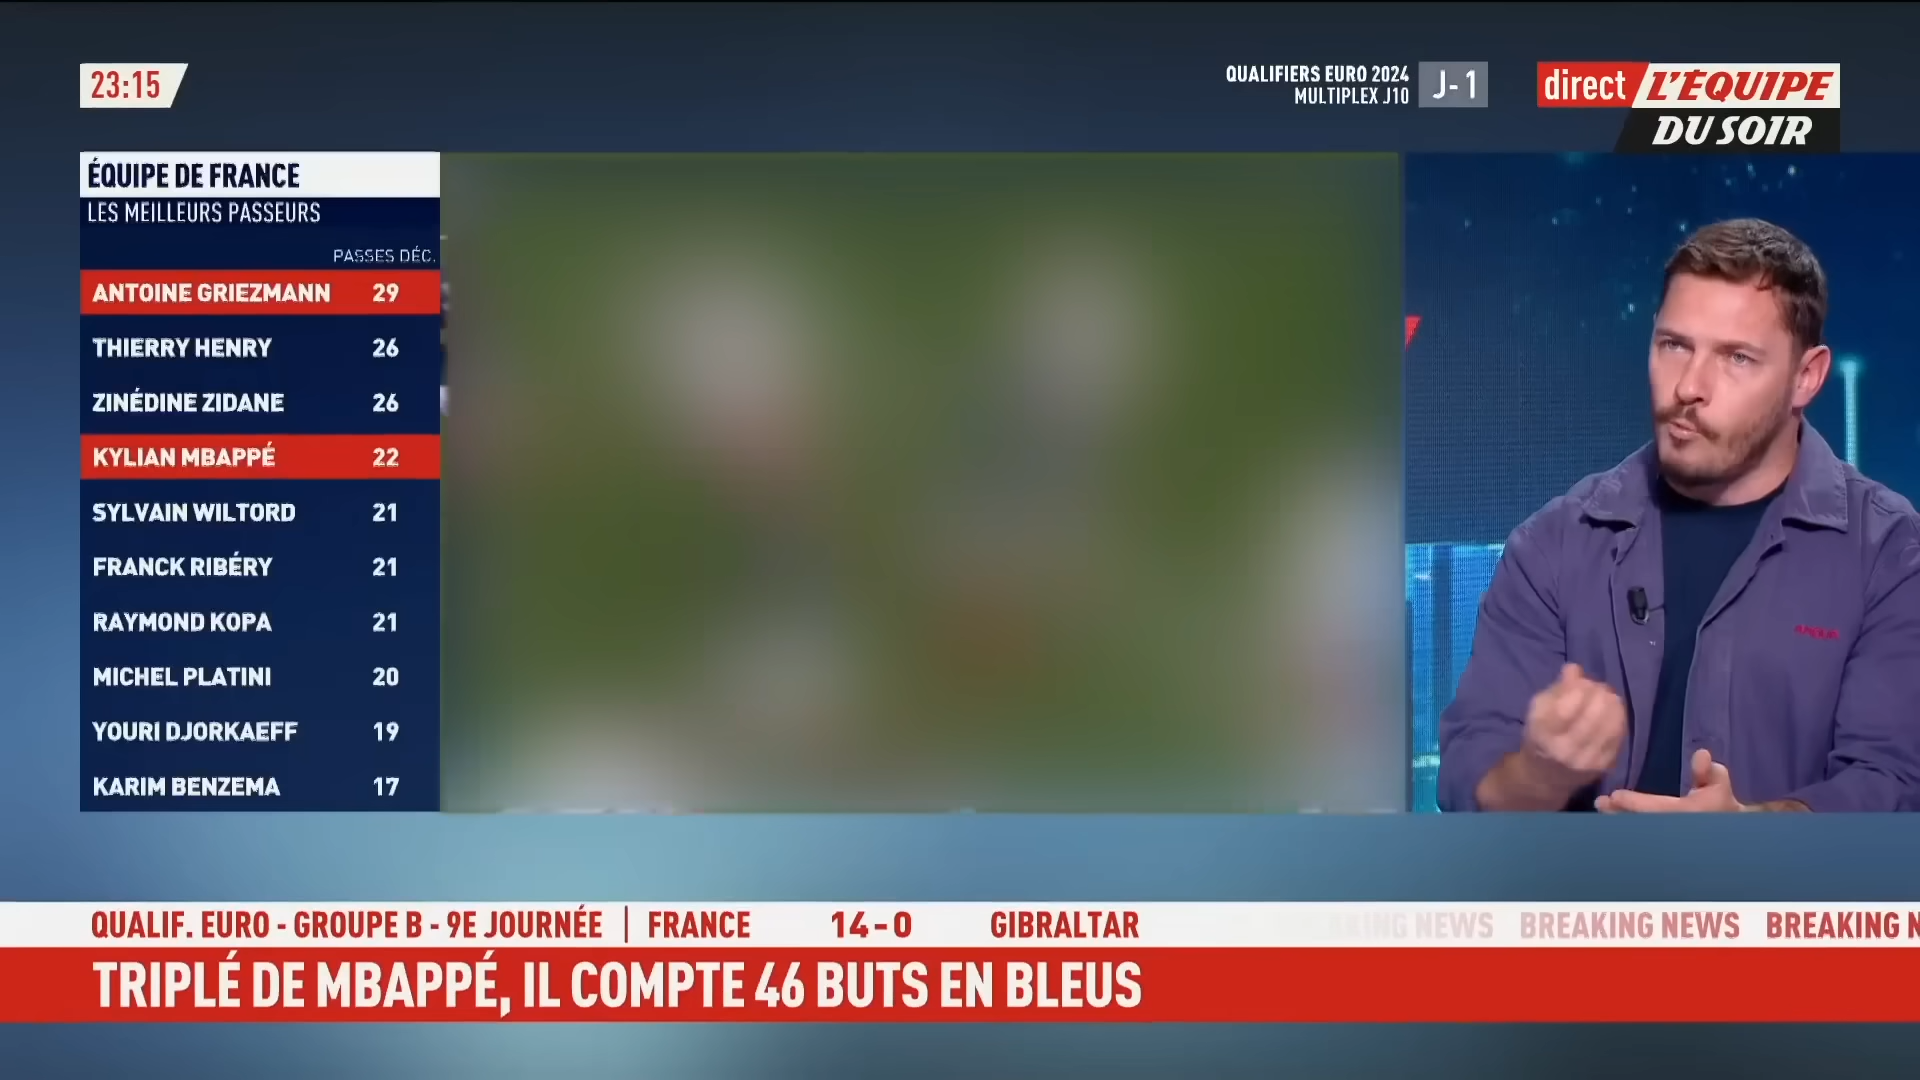 23:15
QUALIFIERS EURO 2024
MULTIPLEX J10
J-1
direct L'ÉQUIPE
DU SOIR
ÉQUIPE DE FRANCE
LES MEILLEURS PASSEURS
PASSES DÉC.
ANTOINE GRIEZMANN 29
THIERRY HENRY 26
ZINÉDINE ZIDANE 26
KYLIAN MBAPPÉ 22
SYLVAIN WILTORD 21
FRANCK RIBÉRY 21
RAYMOND KOPA 21
MICHEL PLATINI 20
YOURI DJORKAEFF 19
KARIM BENZEMA 17
QUALIF. EURO - GROUPE B - 9E JOURNÉE | FRANCE 14-0 GIBRALTAR AKING NEWS BREAKING NEWS BREAKING N
TRIPLÉ DE MBAPPÉ, IL COMPTE 46 BUTS EN BLEUS